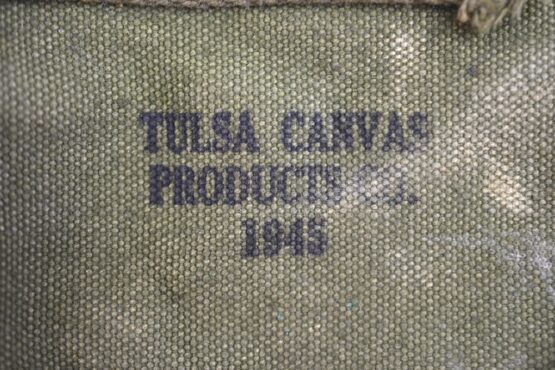 TULSA CANVAS
PRODUCTS CO.
1945